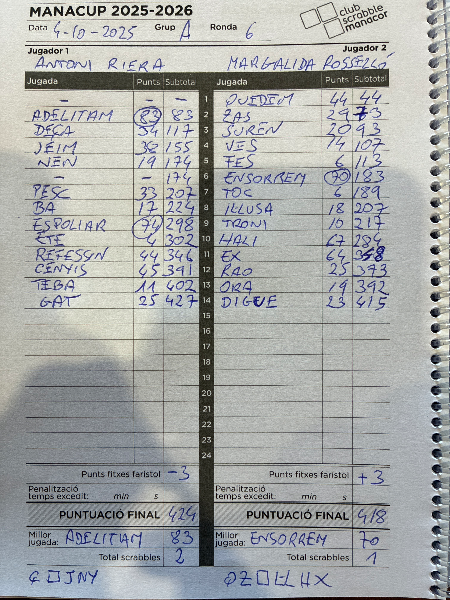 MANACUP 2025-2026
club scrabble manacor
Data 4-10-2025 Grup A Ronda 6
Jugador 1 Jugador 2
ANTONI RIERA MARGALIDA ROSSELLÓ
Jugada Punts Subtotal Jugada Punts Subtotal
- - - 1 QUIDEM 44 44
ADELITAM 83 83 2 ZAS 29 73
DECA 34 117 3 SUREN 20 93
JEIM 38 155 4 VES 14 107
NEN 19 174 5 FES 6 113
- - 174 6 ENSORREM 70 183
PESC 33 207 7 TOC 6 189
BA 17 224 8 ILLUSA 18 207
ESPOLIAR 74 298 9 TRONI 10 217
ETE 4 302 10 HALI 67 284
REFESSIN 44 346 11 EX 64 348
CENYIS 45 391 12 RAO 25 373
TEBA 11 402 13 ORA 19 392
GAT 25 427 14 DIGUE 23 415
15
16
17
18
19
20
21
22
23
24
Punts fitxes faristol -3 Punts fitxes faristol +3
Penalització temps excedit: min s Penalització temps excedit: min s
PUNTUACIÓ FINAL 424 PUNTUACIÓ FINAL 418
Millor jugada: ADELITAM 83 Millor jugada: ENSORREM 70
Total scrabbles 2 Total scrabbles 1